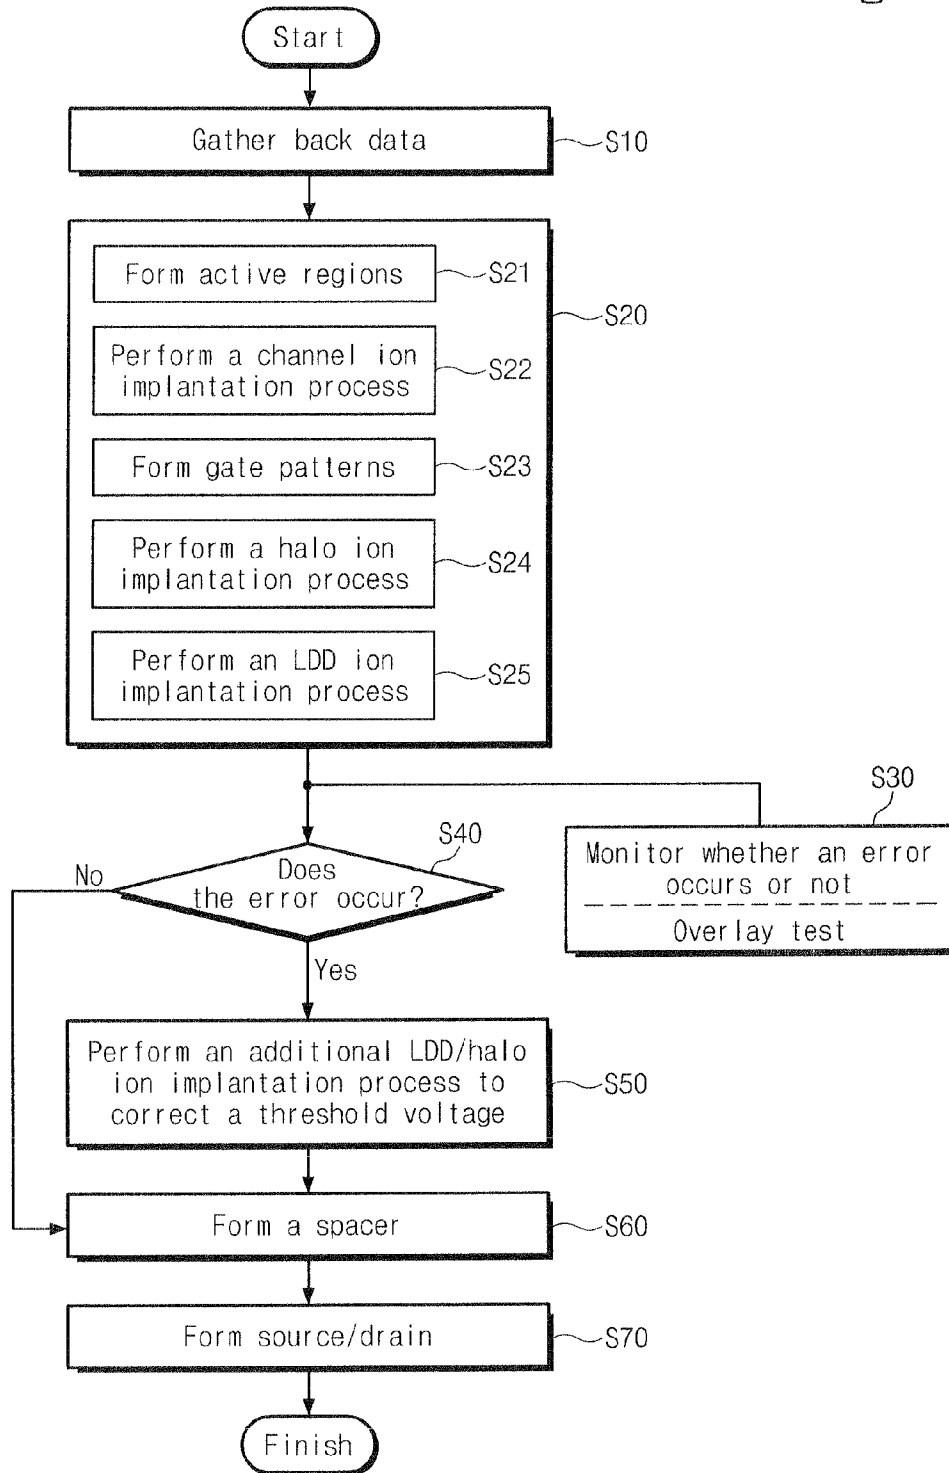 Start
Gather back data
S10
Form active regions
S21
S20
Perform a channel ion
implantation process
S22
Form gate patterns
S23
Perform a halo ion
implantation process
S24
Perform an LDD ion
implantation process
S25
S30
Monitor whether an error
occurs or not
Overlay test
S40
Does
the error occur?
No
Yes
Perform an additional LDD/halo
ion implantation process to
correct a threshold voltage
S50
Form a spacer
S60
Form source/drain
S70
Finish